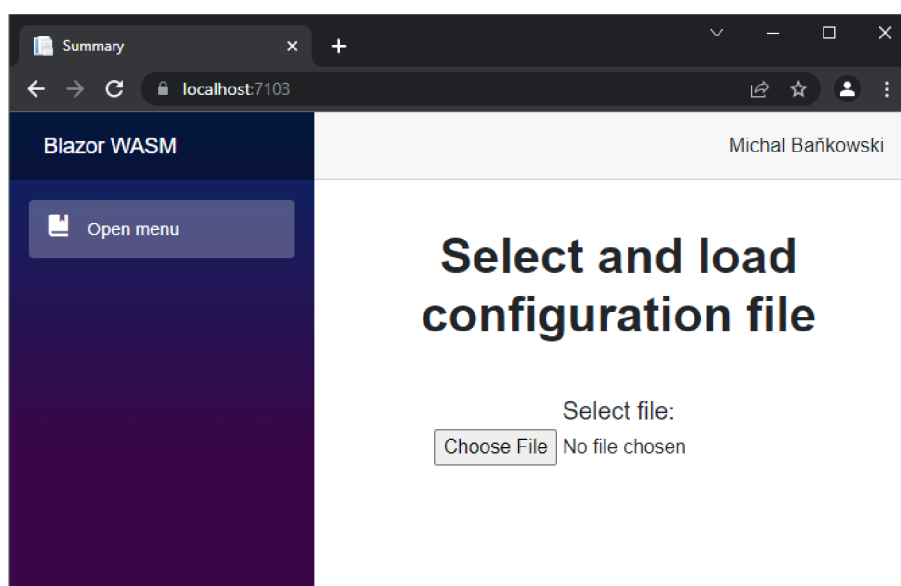 Summary
localhost:7103
Blazor WASM
Michal Baňkowski
Open menu
Select and load
configuration file
Select file:
Choose File No file chosen